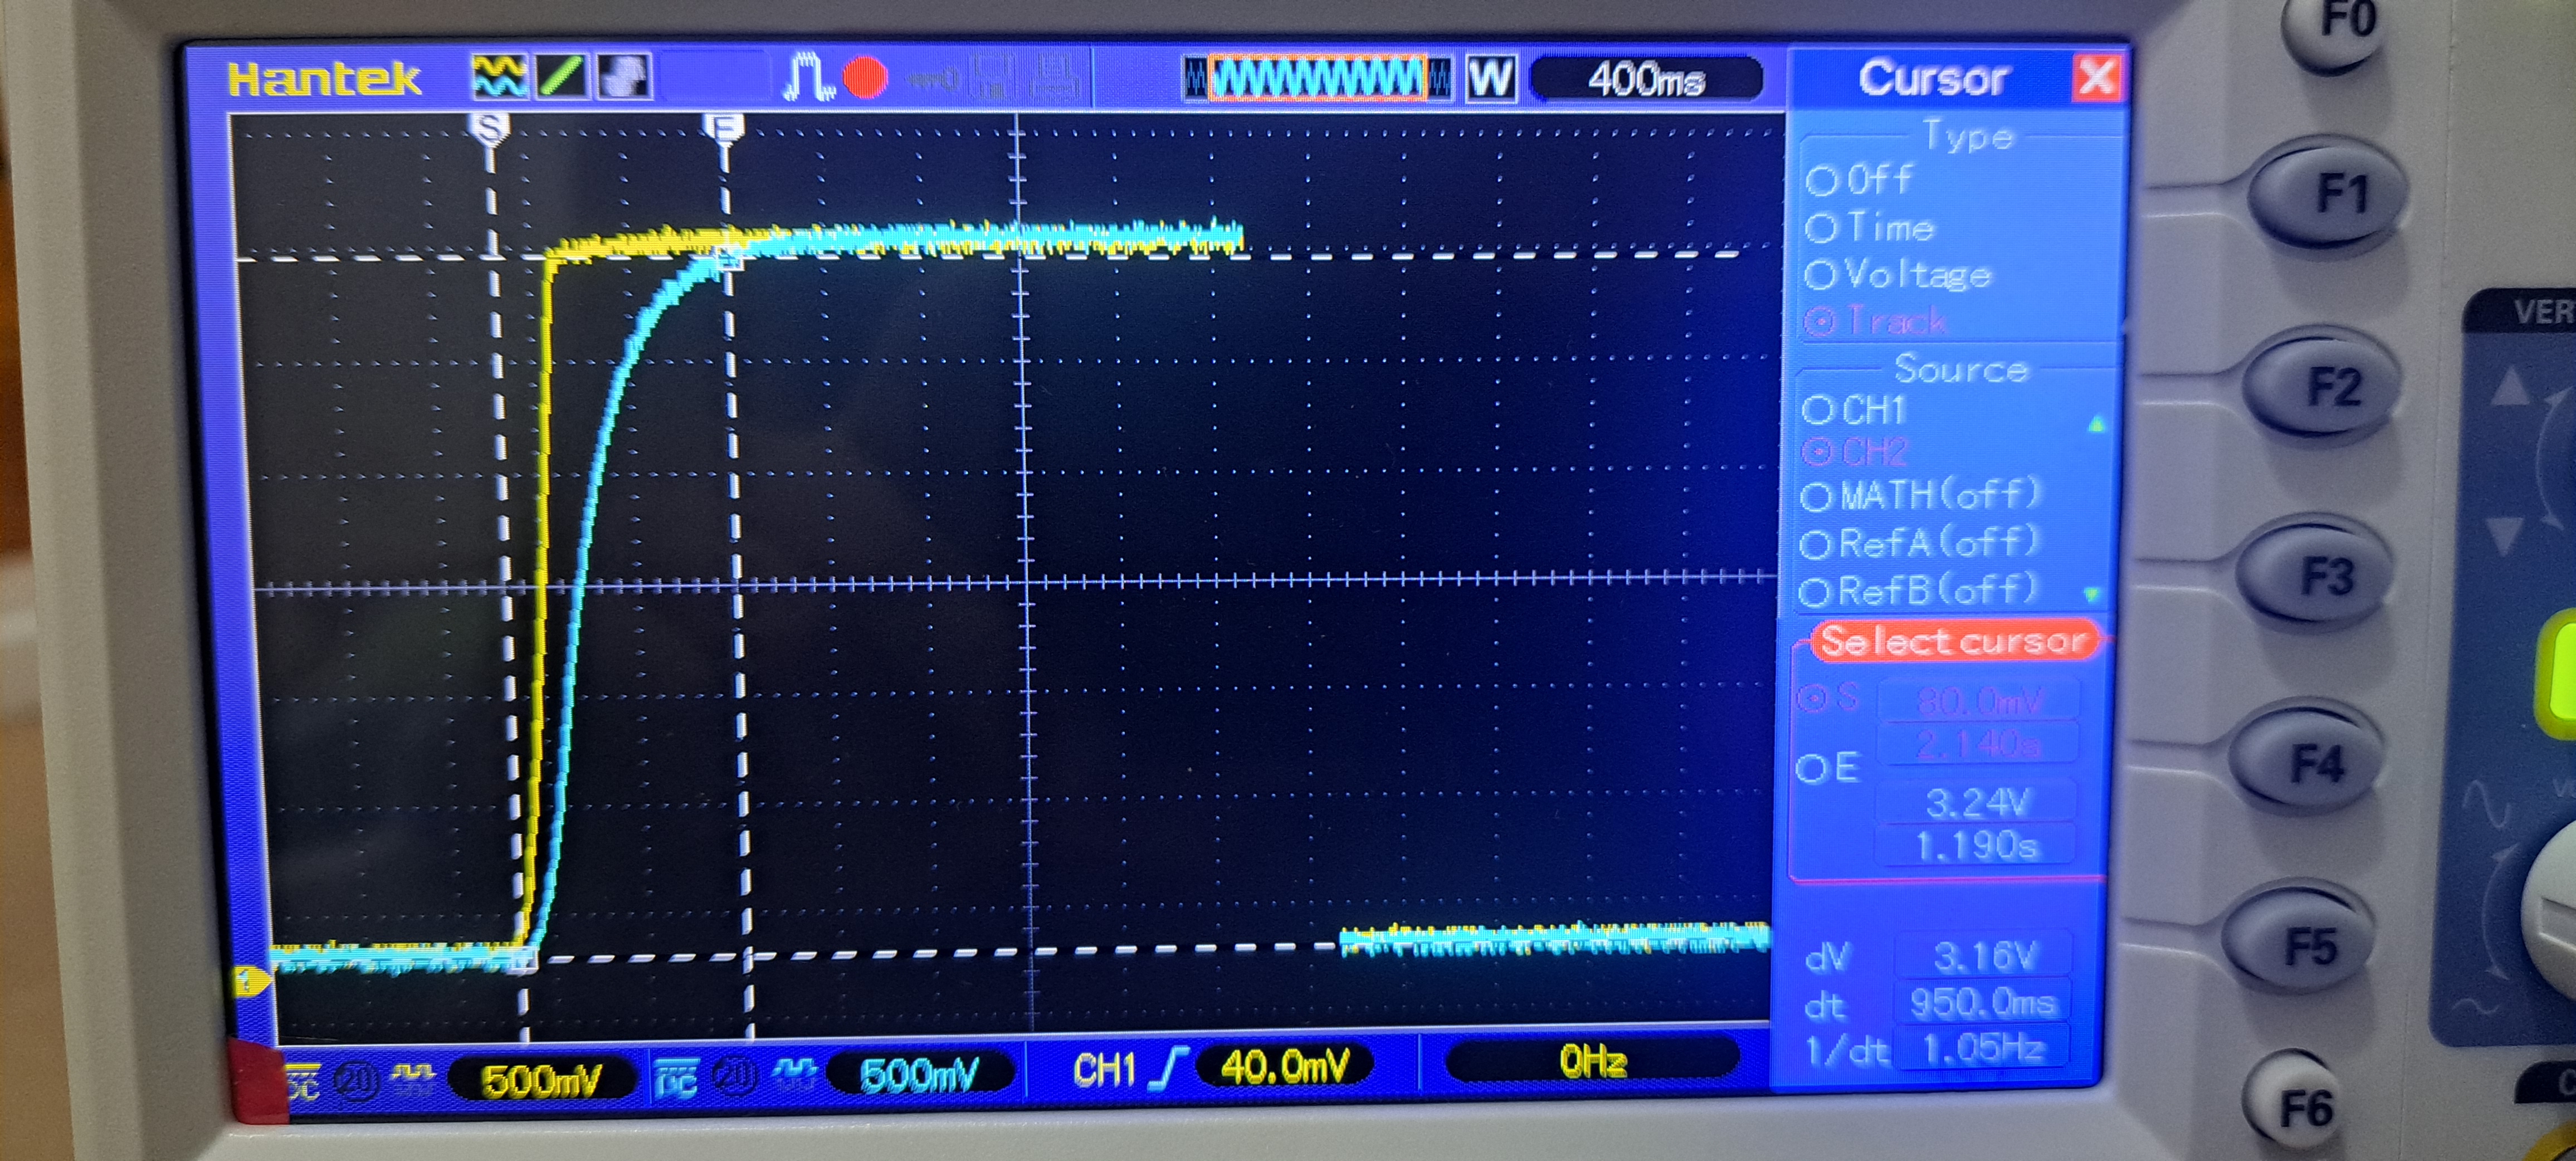 Hantek W 400ms
S E
Cursor X
Type
Off
Time
Voltage
Track
Source
CH1
CH2
MATH(off)
RefA(off)
RefB(off)
Select cursor
S 80.0mV
2.140s
E
3.24V
1.190s
dV 3.16V
dt 950.0ms
1/dt 1.05Hz
1
20 500mV DC 20 500mV CH1 40.0mV 0Hz
F0
F1
F2
F3
F4
F5
F6
VER